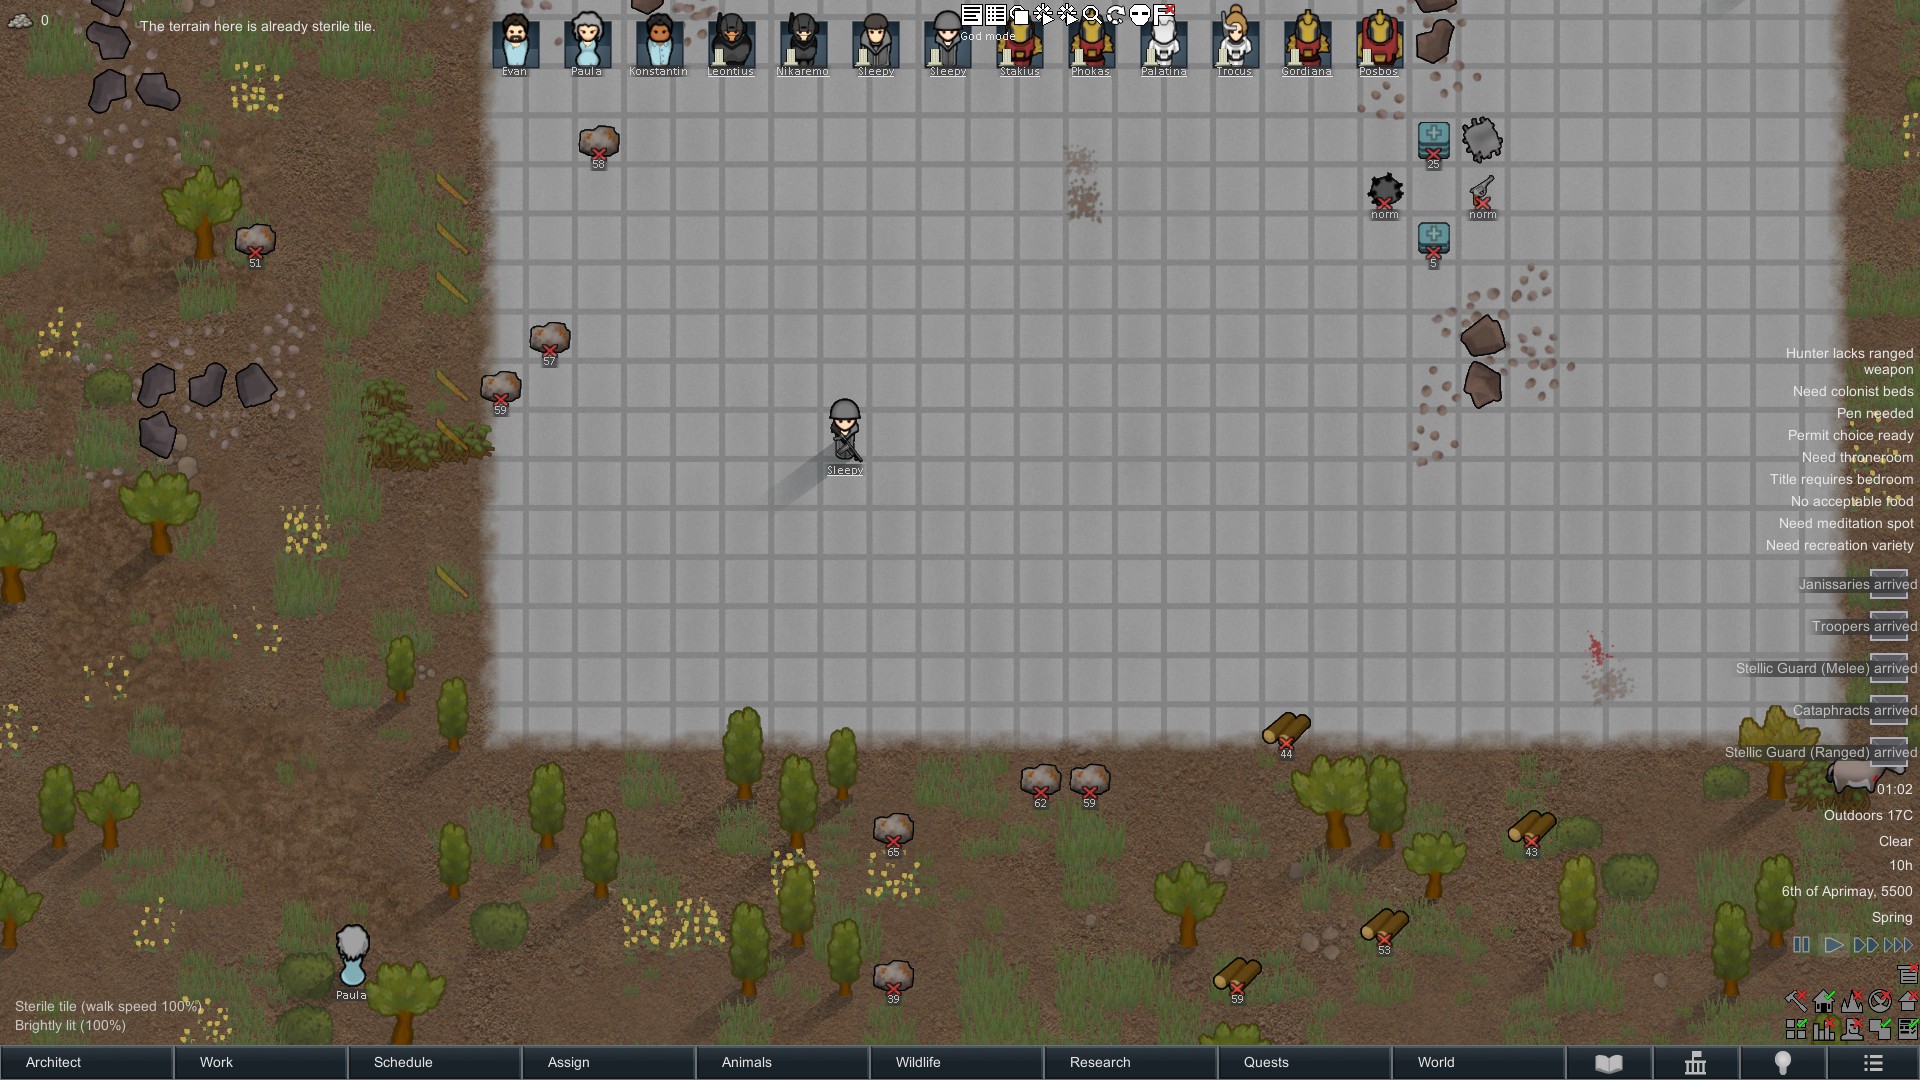 0
The terrain here is already sterile tile.
God mode
Evan
Paula
Konstantin
Leontius
Nikaremo
Sleepy
Sleepy
Stakius
Phokas
Palatina
Trocus
Gordiana
Posbos
58
25
norm
norm
51
5
57
59
Sleepy
Hunter lacks ranged
weapon
Need colonist beds
Pen needed
Permit choice ready
Need throneroom
Title requires bedroom
No acceptable food
Need meditation spot
Need recreation variety
Janissaries arrived
Troopers arrived
Stellic Guard (Melee) arrived
Cataphracts arrived
Stellic Guard (Ranged) arrived
44
62
59
65
43
53
59
39
Paula
01:02
Outdoors 17C
Clear
10h
6th of Aprimay, 5500
Spring
Sterile tile (walk speed 100%)
Brightly lit (100%)
Architect
Work
Schedule
Assign
Animals
Wildlife
Research
Quests
World